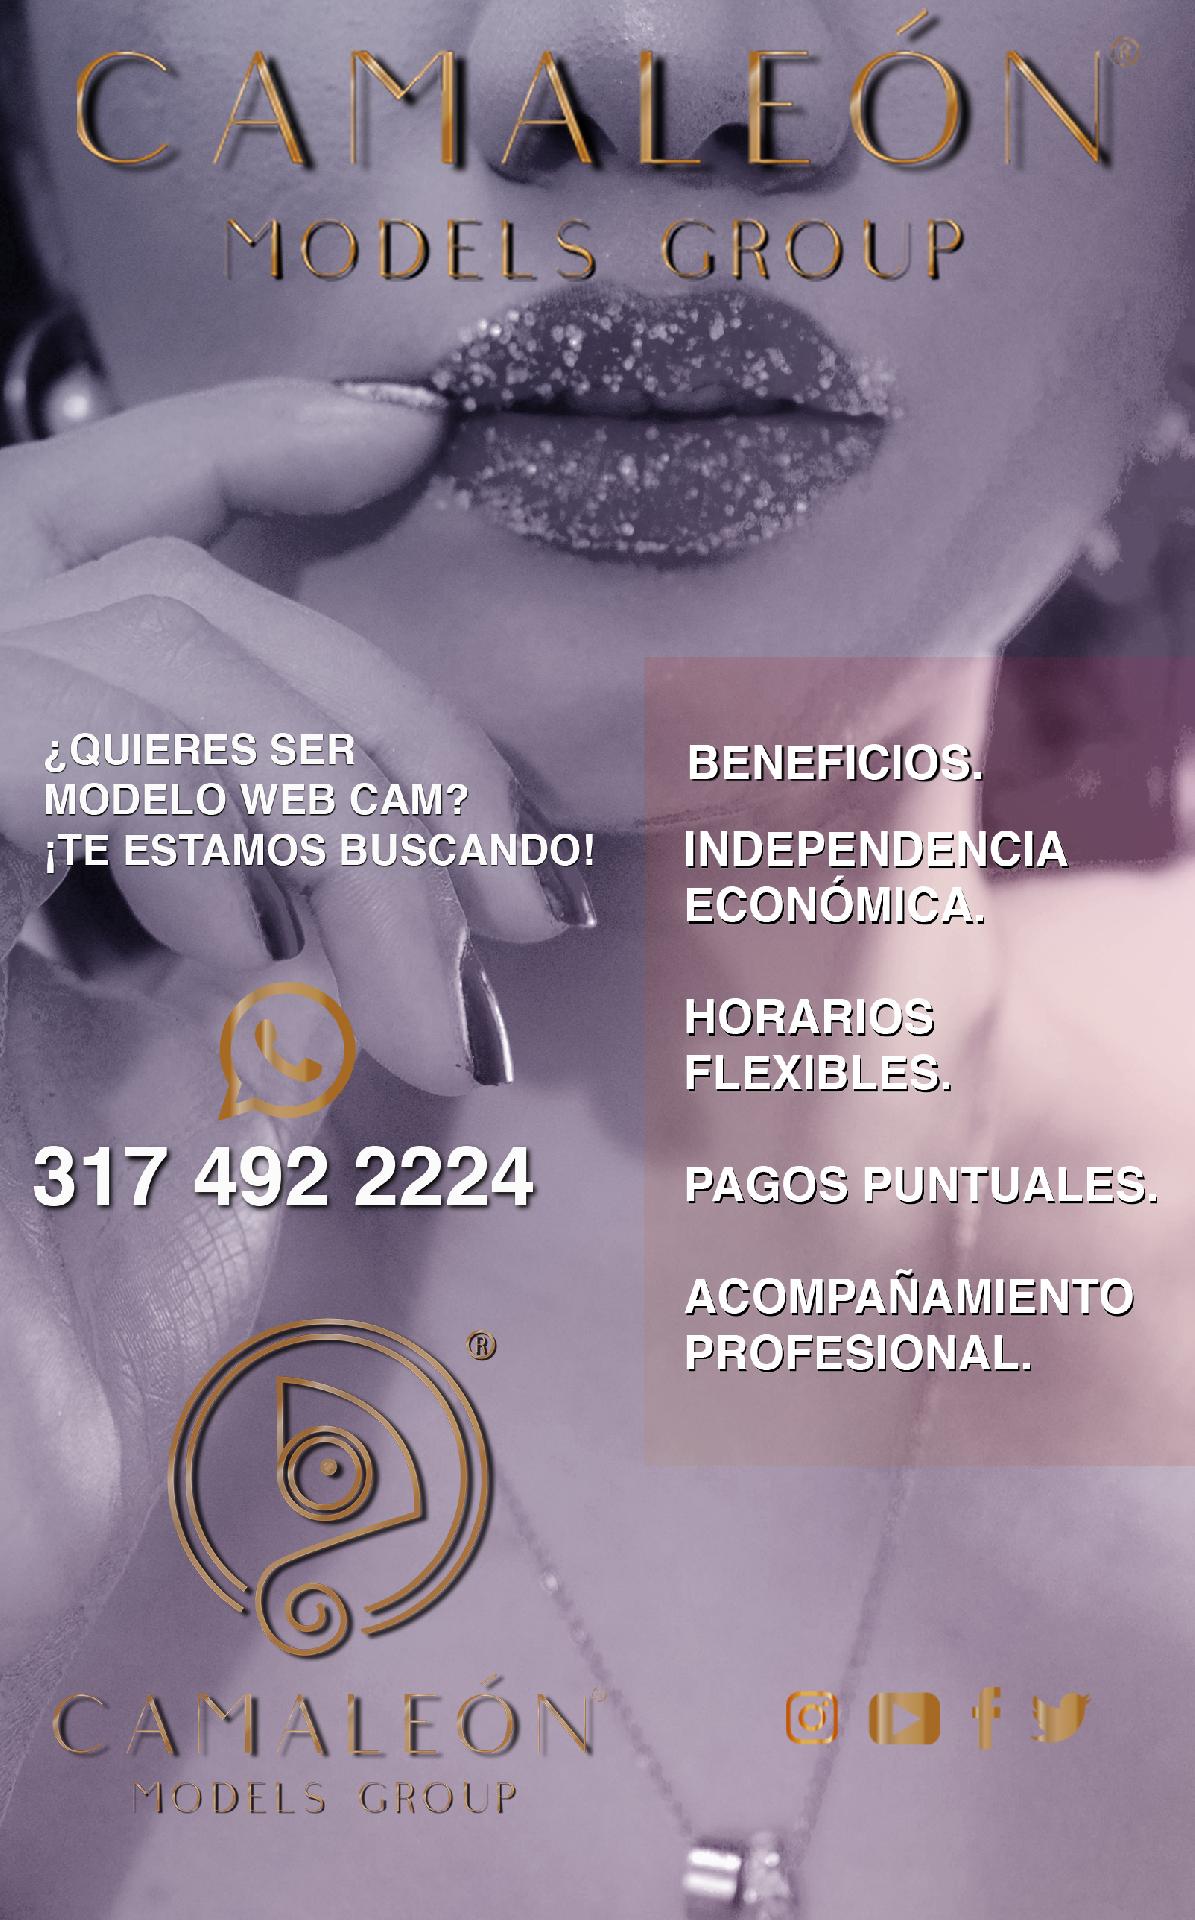 CAMALEÓN®
MODELS GROUP
¿QUIERES SER
MODELO WEB CAM?
¡TE ESTAMOS BUSCANDO!
317 492 2224
BENEFICIOS.
INDEPENDENCIA
ECONÓMICA.
HORARIOS
FLEXIBLES.
PAGOS PUNTUALES.
ACOMPAÑAMIENTO
PROFESIONAL.
®
CAMALEÓN®
MODELS GROUP